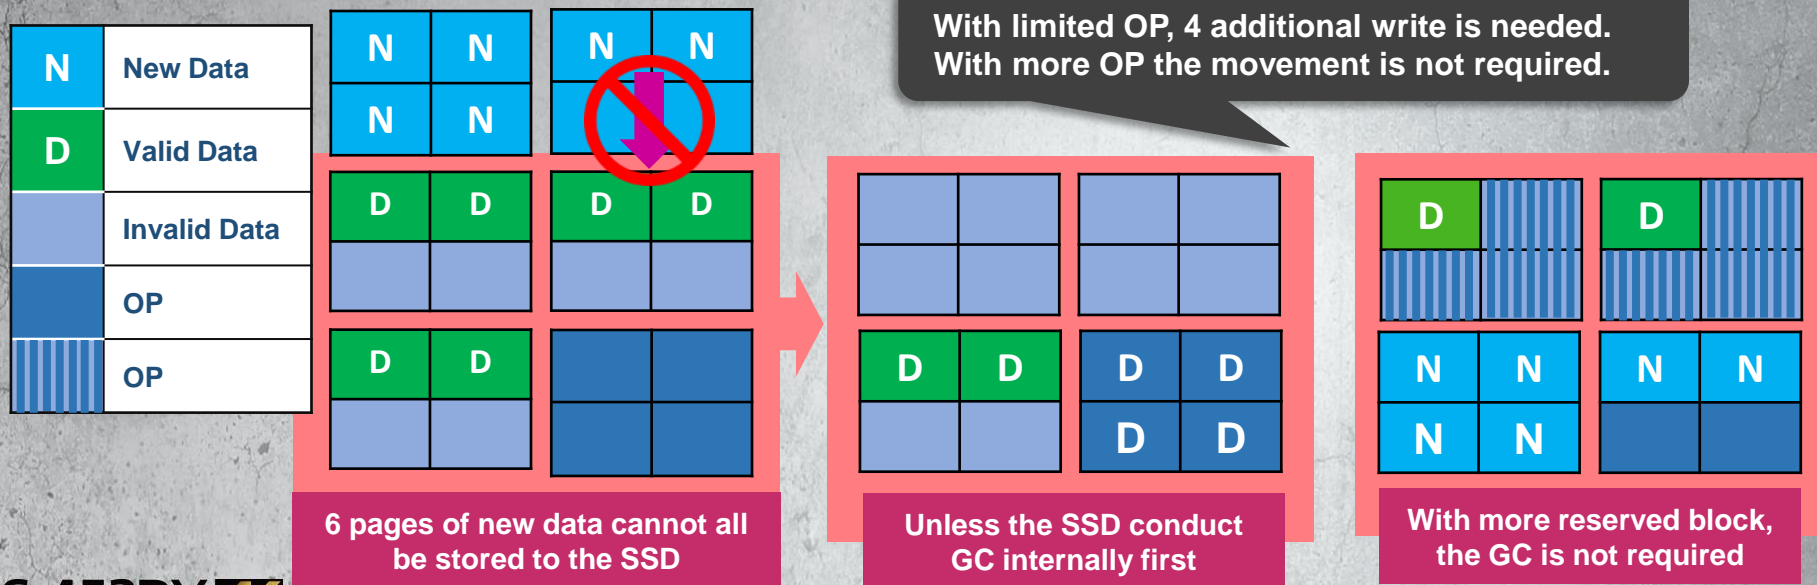 N New Data
D Valid Data
Invalid Data
OP
OP
N N N N
N N
D D D D
D D
6 pages of new data cannot all
be stored to the SSD
With limited OP, 4 additional write is needed.
With more OP the movement is not required.
D D D D
D D
Unless the SSD conduct
GC internally first
D D
N N N N
N N
With more reserved block,
the GC is not required